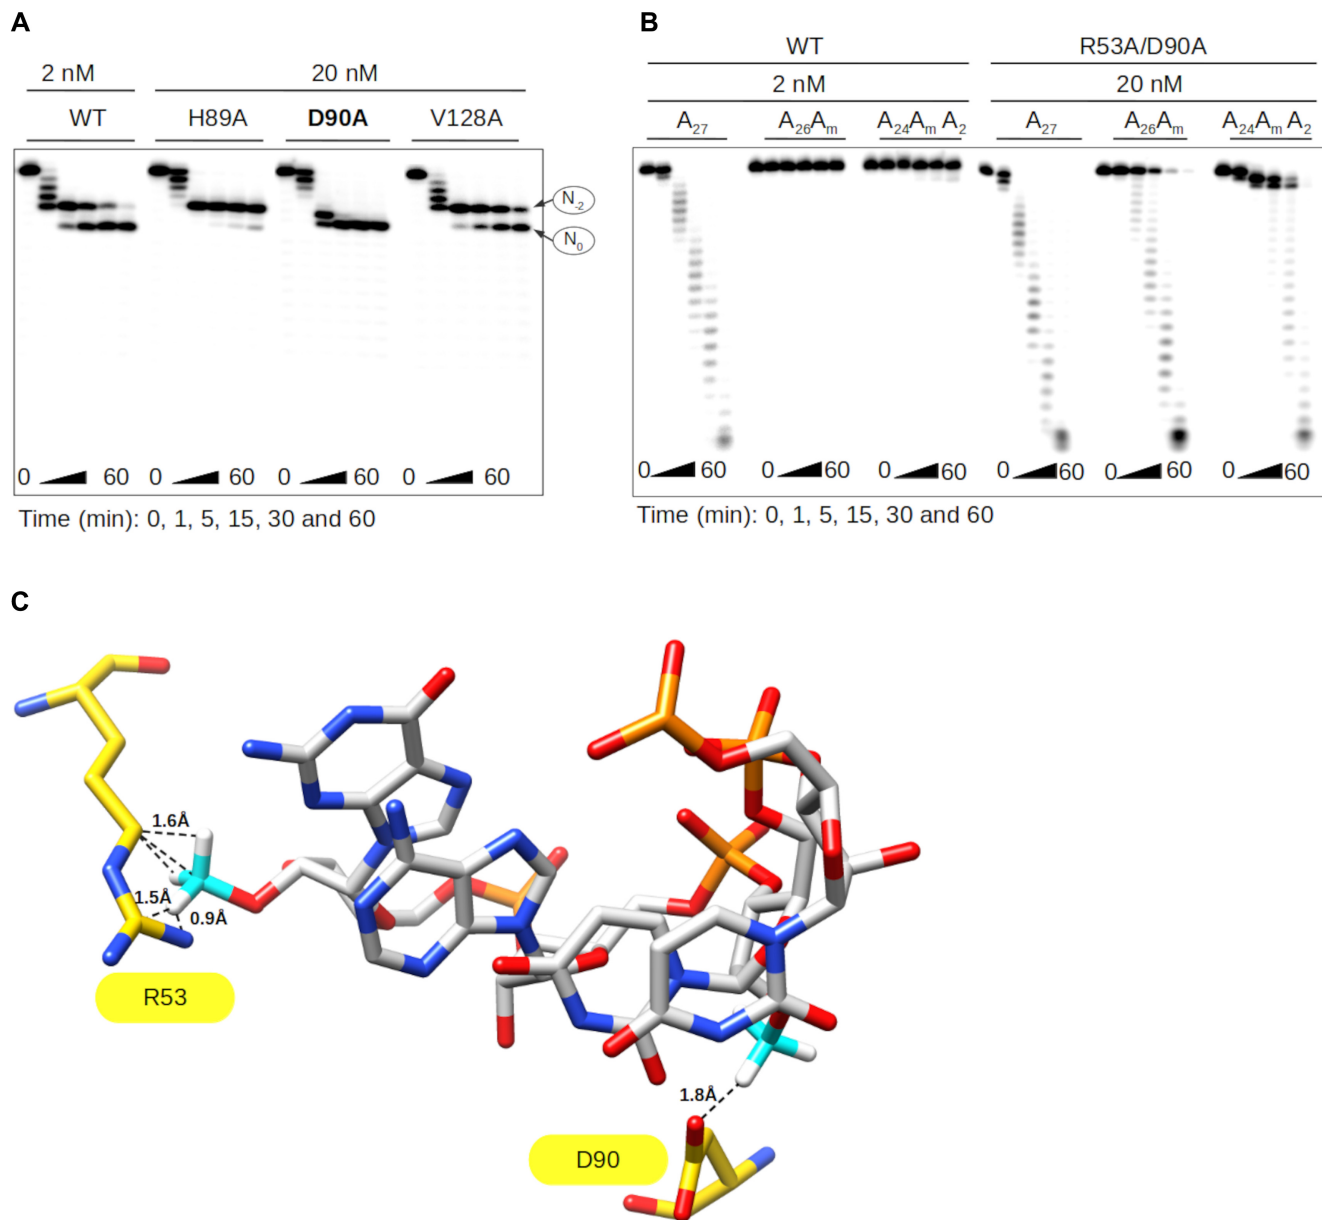 A
2 nM 20 nM
WT H89A D90A V128A
N-2
N0
0 60 0 60 0 60 0 60
Time (min): 0, 1, 5, 15, 30 and 60
B
WT R53A/D90A
2 nM 20 nM
A27 A26Am A24Am A2 A27 A26Am A24Am A2
0 60 0 60 0 60 0 60 0 60 0 60
Time (min): 0, 1, 5, 15, 30 and 60
C
1.6Å
1.5Å
0.9Å
R53
1.8Å
D90